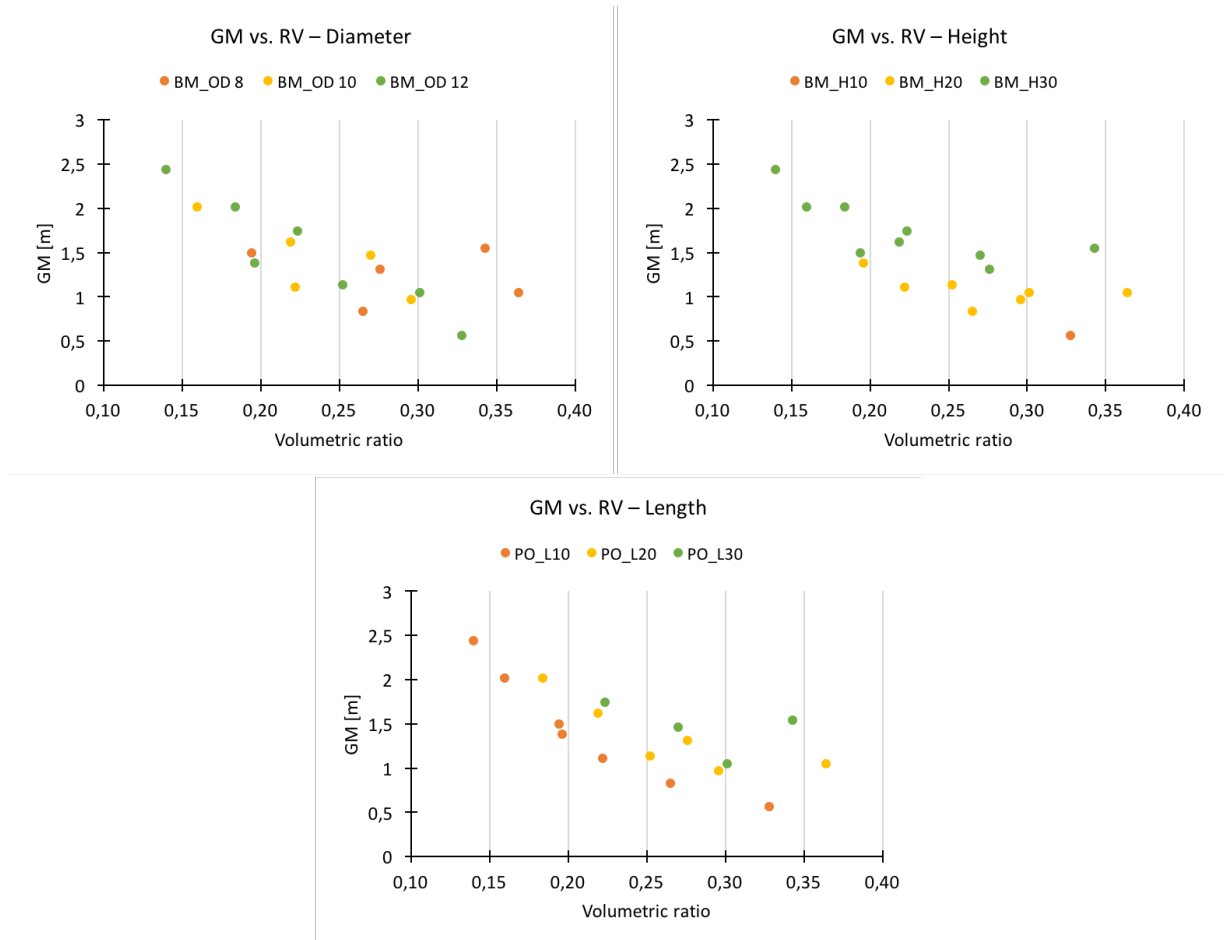 GM vs. RV – Diameter
BM_OD 8 BM_OD 10 BM_OD 12
3
2,5
2
1,5
1
0,5
0
GM [m]
0,10 0,15 0,20 0,25 0,30 0,35 0,40
Volumetric ratio
GM vs. RV – Height
BM_H10 BM_H20 BM_H30
3
2,5
2
1,5
1
0,5
0
GM [m]
0,10 0,15 0,20 0,25 0,30 0,35 0,40
Volumetric ratio
GM vs. RV – Length
PO_L10 PO_L20 PO_L30
3
2,5
2
1,5
1
0,5
0
GM [m]
0,10 0,15 0,20 0,25 0,30 0,35 0,40
Volumetric ratio